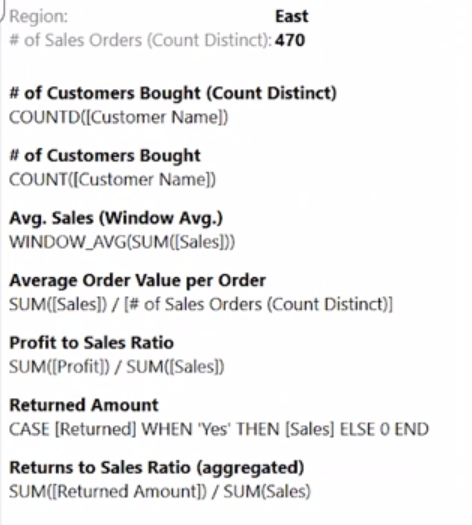 Region: East
# of Sales Orders (Count Distinct): 470
# of Customers Bought (Count Distinct)
COUNTD([Customer Name])
# of Customers Bought
COUNT([Customer Name])
Avg. Sales (Window Avg.)
WINDOW_AVG(SUM([Sales]))
Average Order Value per Order
SUM([Sales]) / [# of Sales Orders (Count Distinct)]
Profit to Sales Ratio
SUM([Profit]) / SUM([Sales])
Returned Amount
CASE [Returned] WHEN 'Yes' THEN [Sales] ELSE 0 END
Returns to Sales Ratio (aggregated)
SUM([Returned Amount]) / SUM(Sales)